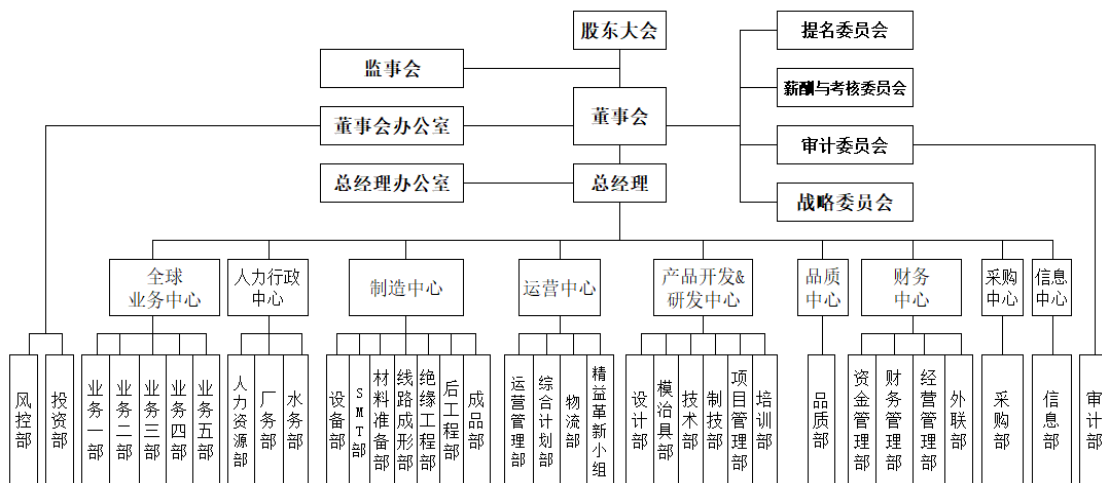 股东大会
提名委员会
监事会
薪酬与考核委员会
董事会
董事会办公室
审计委员会
总经理办公室
总经理
战略委员会
全球
业务中心
人力行政
中心
制造中心
运营中心
产品开发&
研发中心
品质
中心
财务
中心
采购
中心
信息
中心
风控部
投资部
业务一部
业务二部
业务三部
业务四部
业务五部
人力资源部
厂务部
水务部
设备部
SMT部
材料准备部
线路成形部
绝缘工程部
后工程部
成品部
运营管理部
综合计划部
物流部
精益革新小组
设计部
模治具部
技术部
制技部
项目管理部
培训部
品质部
资金管理部
财务管理部
经营管理部
外联部
采购部
信息部
审计部